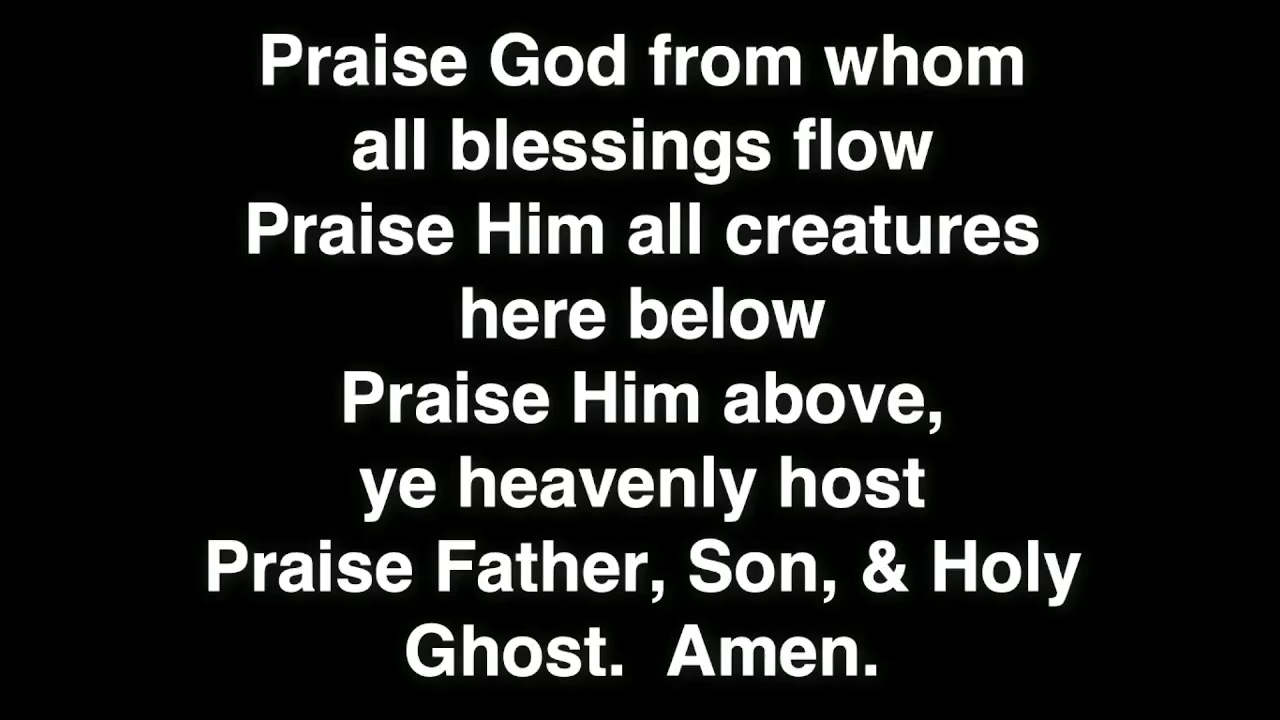 Praise God from whom
all blessings flow
Praise Him all creatures
here below
Praise Him above,
ye heavenly host
Praise Father, Son, & Holy
Ghost.  Amen.